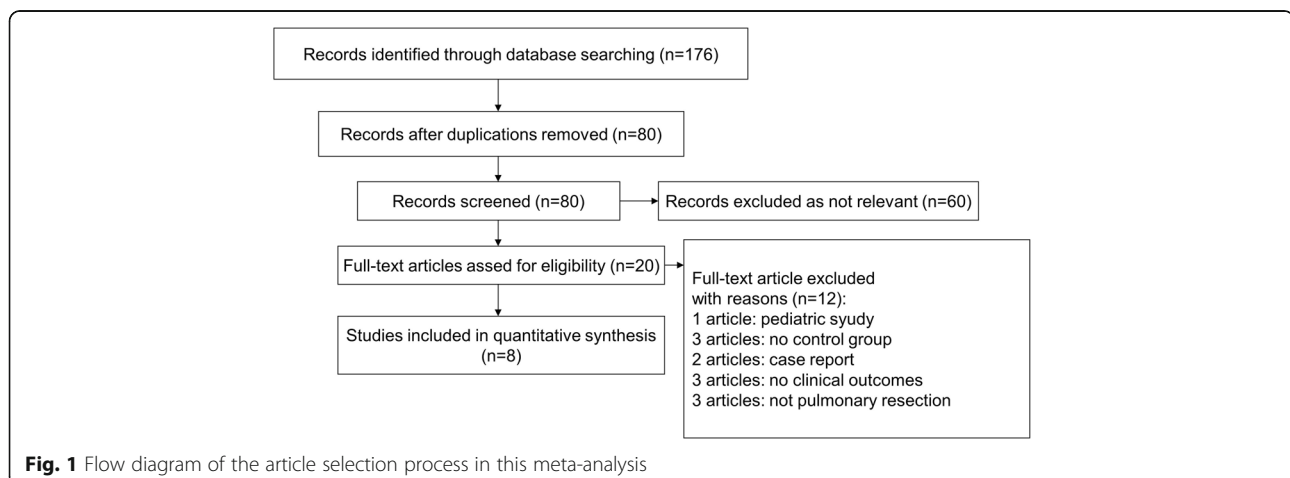 Records identified through database searching (n=176)
Records after duplications removed (n=80)
Records screened (n=80)
Records excluded as not relevant (n=60)
Full-text articles assed for eligibility (n=20)
Full-text article excluded
with reasons (n=12):
1 article: pediatric syudy
3 articles: no control group
2 articles: case report
3 articles: no clinical outcomes
3 articles: not pulmonary resection
Studies included in quantitative synthesis
(n=8)
Fig. 1 Flow diagram of the article selection process in this meta-analysis